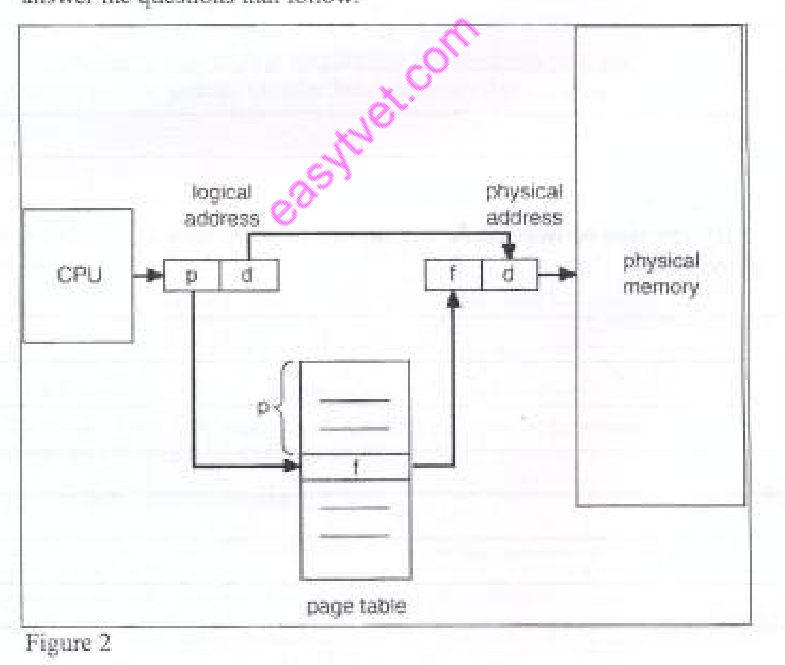 answer the questions that follow.
easytvet.com
logical
address
physical
address
CPU
p d
f d
physical
memory
p
f
page table
Figure 2